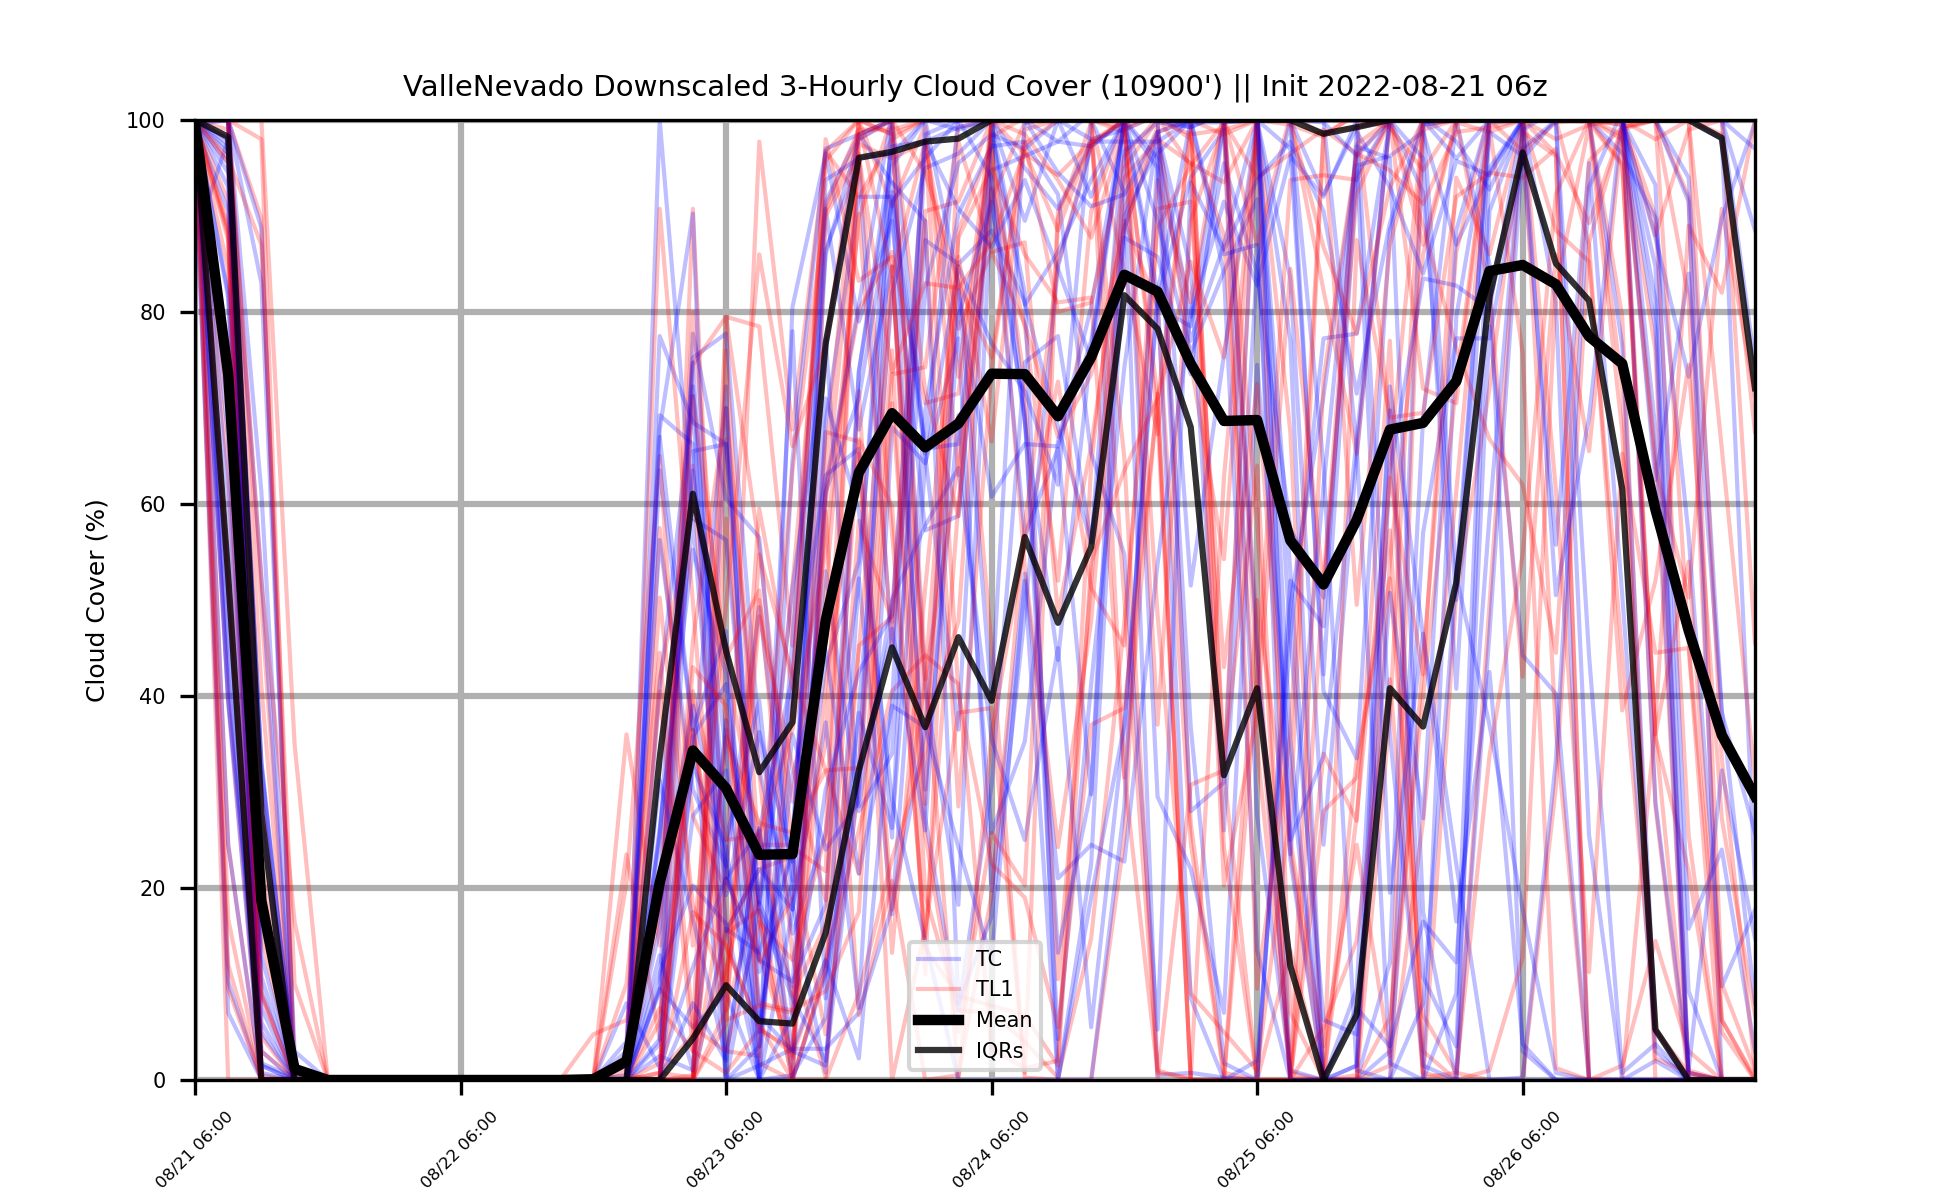 ValleNevado Downscaled 3-Hourly Cloud Cover (10900') || Init 2022-08-21 06z
Cloud Cover (%)
100
80
60
40
20
0
TC
TL1
Mean
IQRs
08/21 06:00
08/22 06:00
08/23 06:00
08/24 06:00
08/25 06:00
08/26 06:00